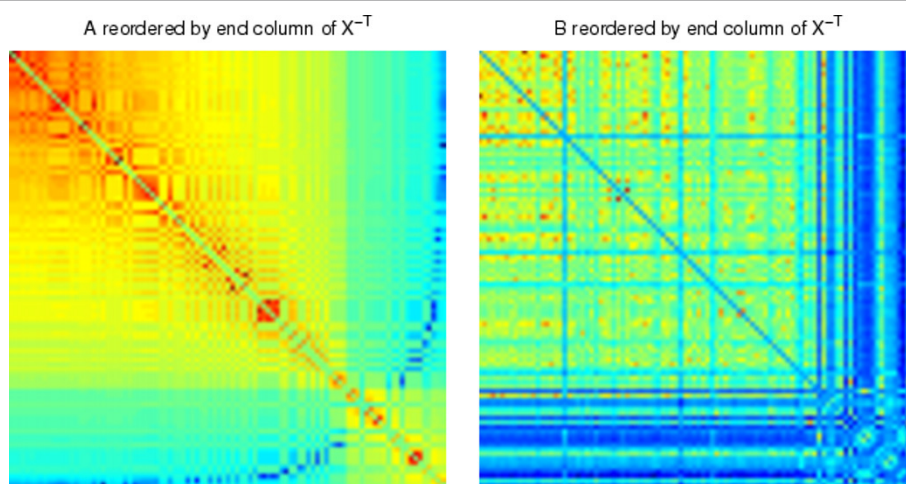 A reordered by end column of X⁻ᵀ
B reordered by end column of X⁻ᵀ